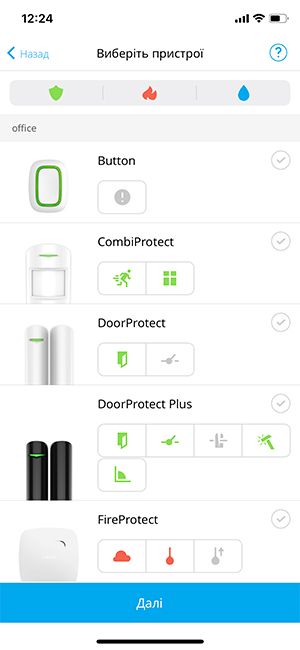 12:24
Назад
Виберіть пристрої
?
office
Button
CombiProtect
DoorProtect
DoorProtect Plus
FireProtect
Далі